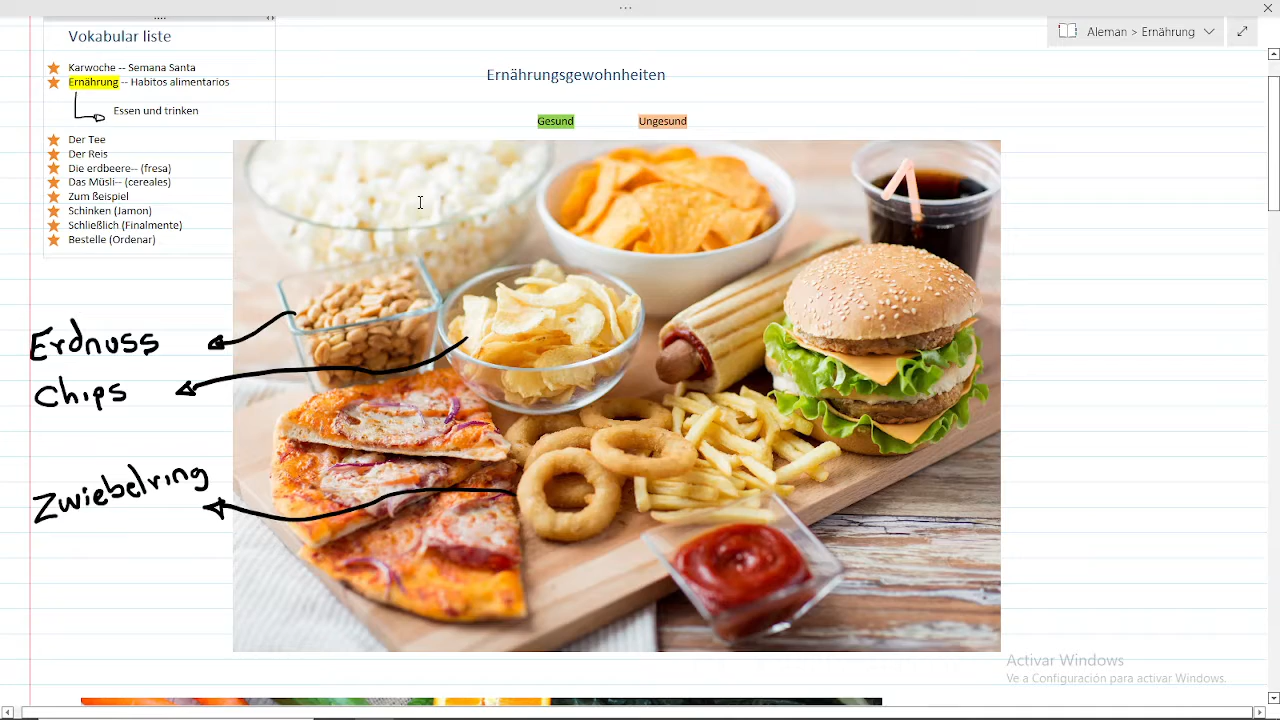 Aleman > Ernährung
Vokabular liste
Karwoche -- Semana Santa
Ernährung -- Habitos alimentarios
Essen und trinken
Der Tee
Der Reis
Die erdbeere-- (fresa)
Das Müsli-- (cereales)
Zum ßeispiel
Schinken (Jamon)
Schließlich (Finalmente)
Bestelle (Ordenar)
Ernährungsgewohnheiten
Gesund
Ungesund
Erdnuss
Chips
Zwiebelring
Activar Windows
Ve a Configuración para activar Windows.